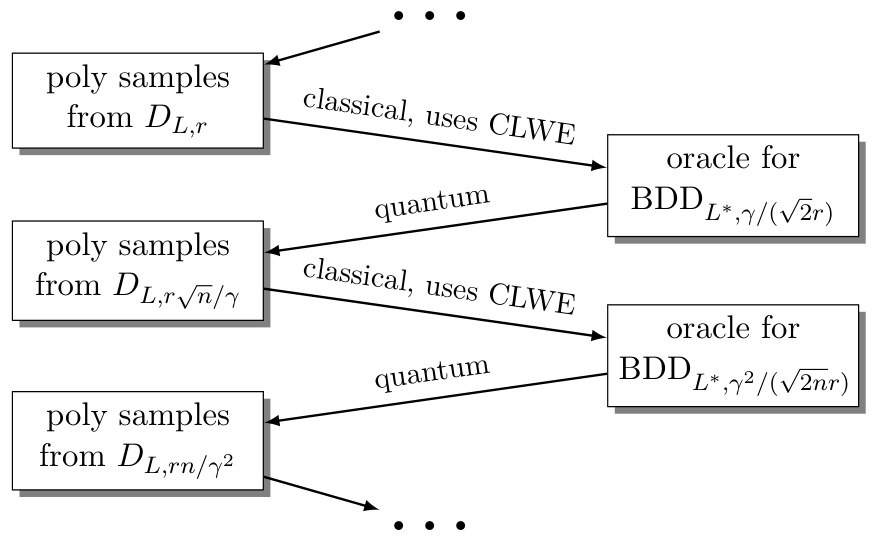 • • •
poly samples
from $D_{L,r}$
classical, uses CLWE
oracle for
$\mathrm{BDD}_{L^*,\gamma/(\sqrt{2}r)}$
quantum
poly samples
from $D_{L,r\sqrt{n}/\gamma}$
classical, uses CLWE
oracle for
$\mathrm{BDD}_{L^*,\gamma^2/(\sqrt{2n}r)}$
quantum
poly samples
from $D_{L,rn/\gamma^2}$
• • •